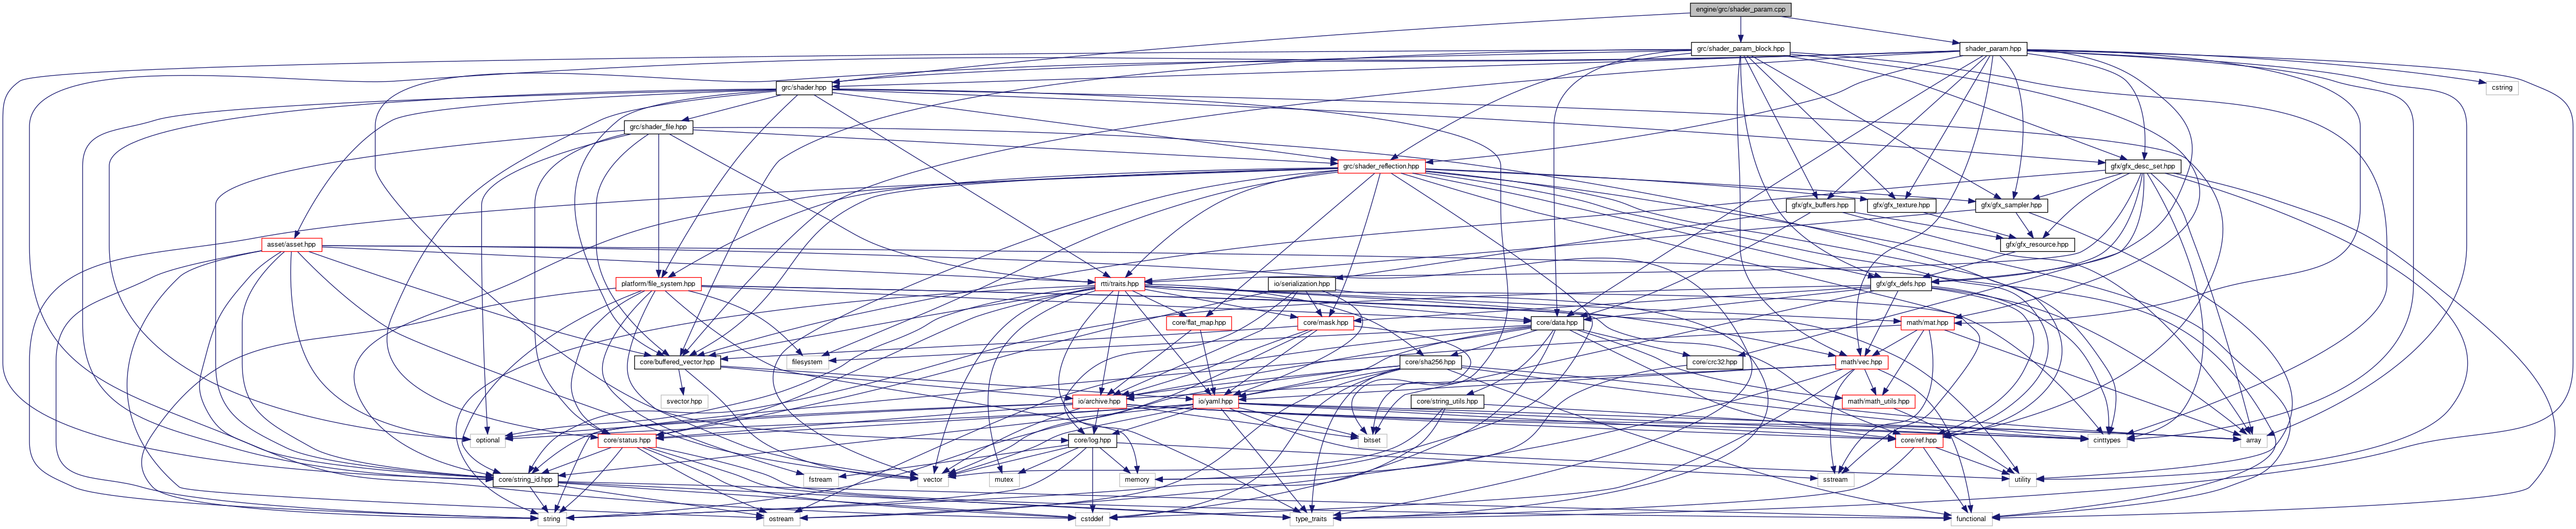 engine/grc/shader_param.cpp
grc/shader_param_block.hpp
shader_param.hpp
grc/shader.hpp
cstring
grc/shader_file.hpp
grc/shader_reflection.hpp
gfx/gfx_desc_set.hpp
gfx/gfx_buffers.hpp
gfx/gfx_texture.hpp
gfx/gfx_sampler.hpp
asset/asset.hpp
gfx/gfx_resource.hpp
platform/file_system.hpp
rtti/traits.hpp
io/serialization.hpp
gfx/gfx_defs.hpp
core/flat_map.hpp
core/mask.hpp
core/data.hpp
math/mat.hpp
core/buffered_vector.hpp
filesystem
core/sha256.hpp
core/crc32.hpp
math/vec.hpp
svector.hpp
io/archive.hpp
io/yaml.hpp
core/string_utils.hpp
math/math_utils.hpp
optional
core/status.hpp
core/log.hpp
bitset
core/ref.hpp
cinttypes
array
core/string_id.hpp
fstream
vector
mutex
memory
sstream
utility
string
ostream
cstddef
type_traits
functional